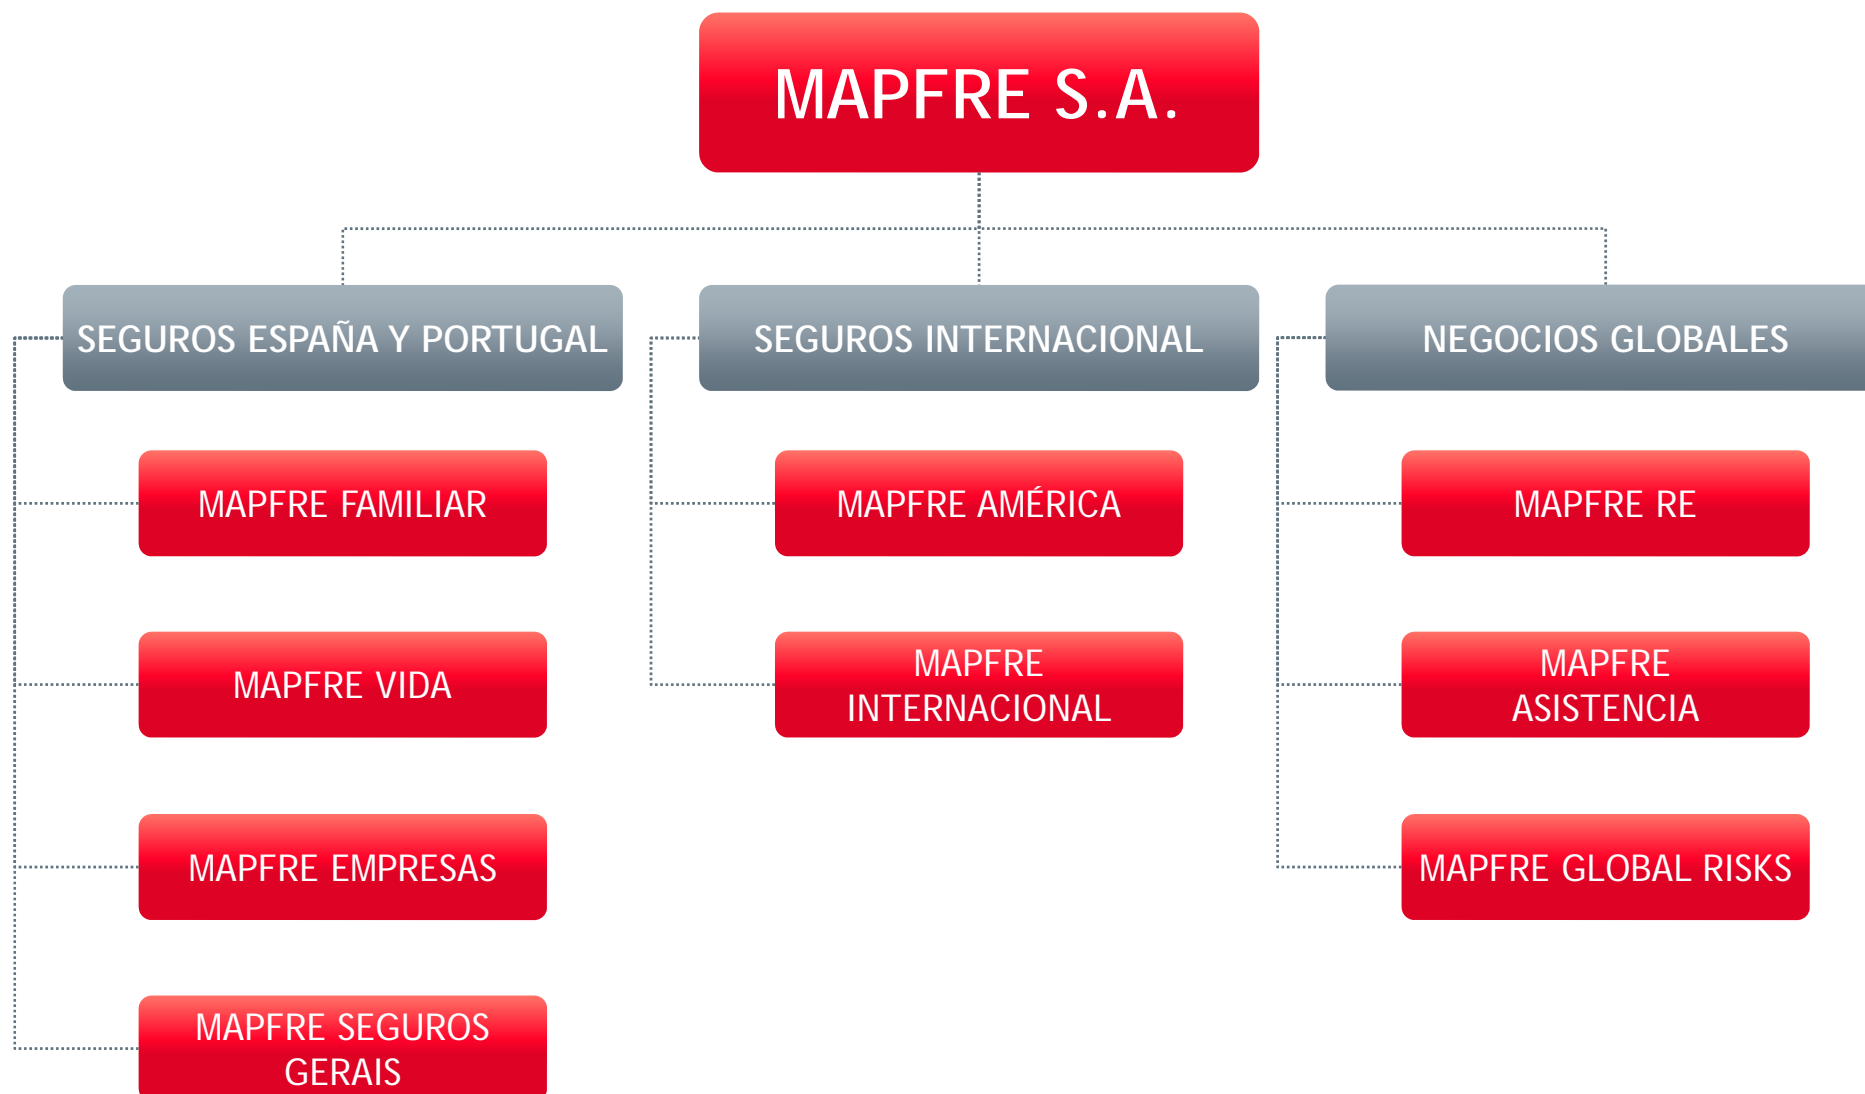 MAPFRE S.A.
SEGUROS ESPAÑA Y PORTUGAL
MAPFRE FAMILIAR
MAPFRE VIDA
MAPFRE EMPRESAS
MAPFRE SEGUROS
GERAIS
SEGUROS INTERNACIONAL
MAPFRE AMÉRICA
MAPFRE
INTERNACIONAL
NEGOCIOS GLOBALES
MAPFRE RE
MAPFRE
ASISTENCIA
MAPFRE GLOBAL RISKS